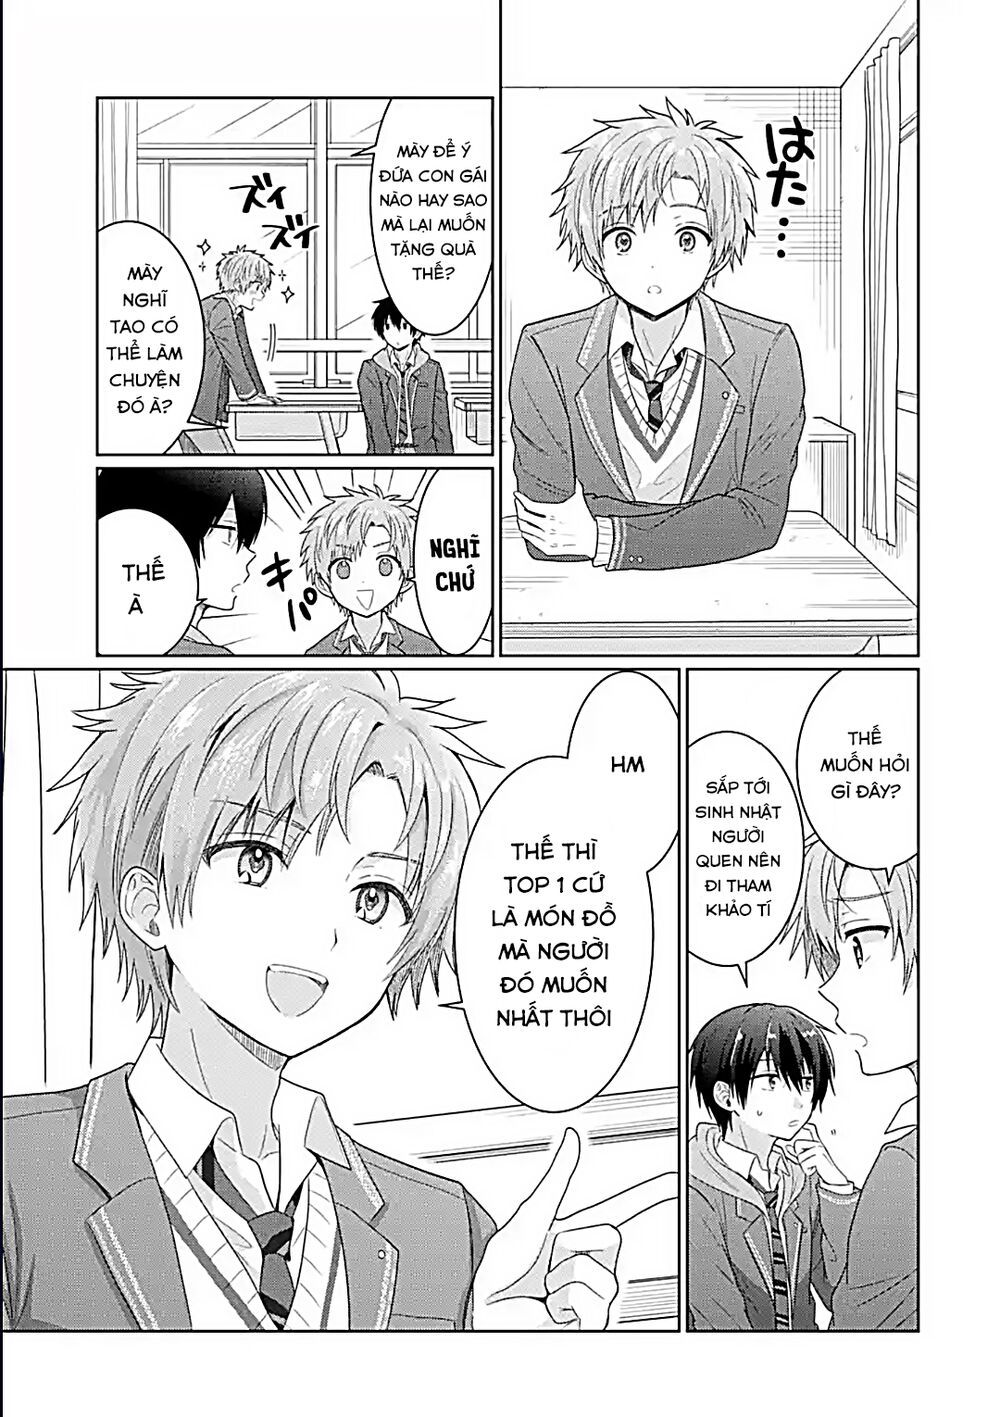 はた…
MÀY ĐỂ Ý
ĐỨA CON GÁI
NÀO HAY SAO
MÀ LẠI MUỐN
TẶNG QUÀ
THẾ?
ズイ
ズイ
MÀY
NGHĨ
TAO CÓ
THỂ LÀM
CHUYỆN
ĐÓ À?
NGHĨ
CHỨ
キパ
THẾ
À
THẾ
MUỐN HỎI
GÌ ĐÂY?
SẮP TỚI
SINH NHẬT
NGƯỜI
QUEN NÊN
ĐI THAM
KHẢO TÍ
HM
THẾ THÌ
TOP 1 CỨ
LÀ MÓN ĐỒ
MÀ NGƯỜI
ĐÓ MUỐN
NHẤT THÔI